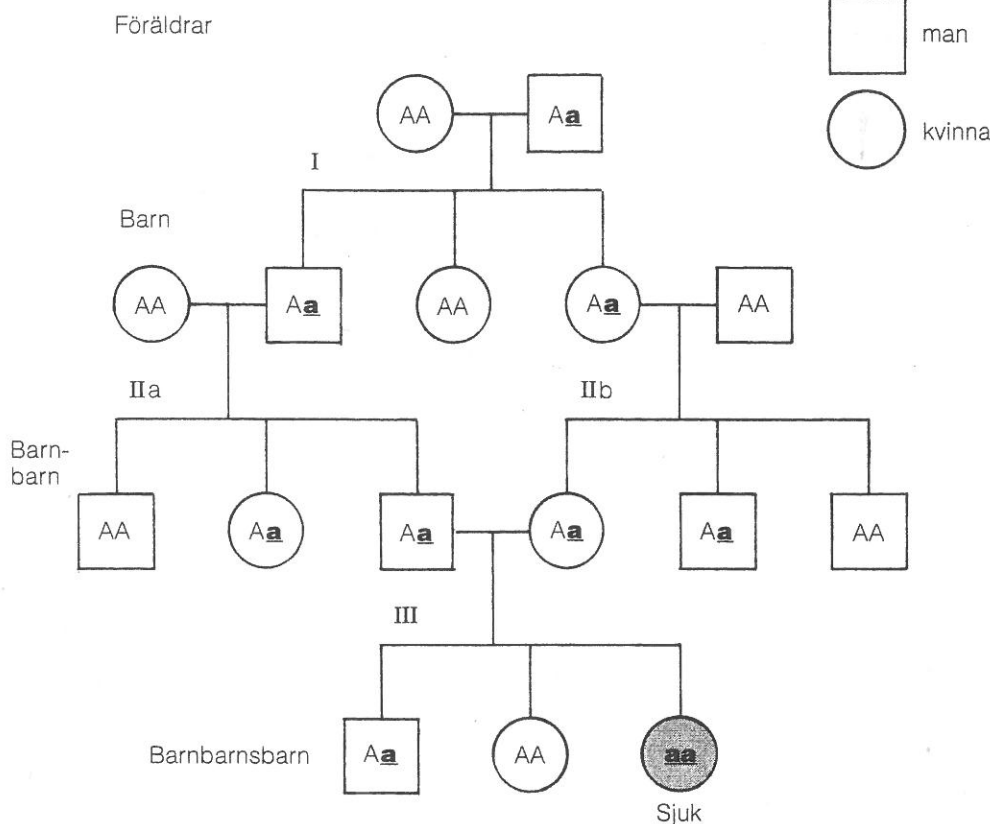 Föräldrar
man
AA Aa
kvinna
I
Barn
AA Aa AA Aa AA
IIa IIb
Barn-
barn
AA Aa Aa Aa Aa AA
III
Barnbarnsbarn
Aa AA aa
Sjuk